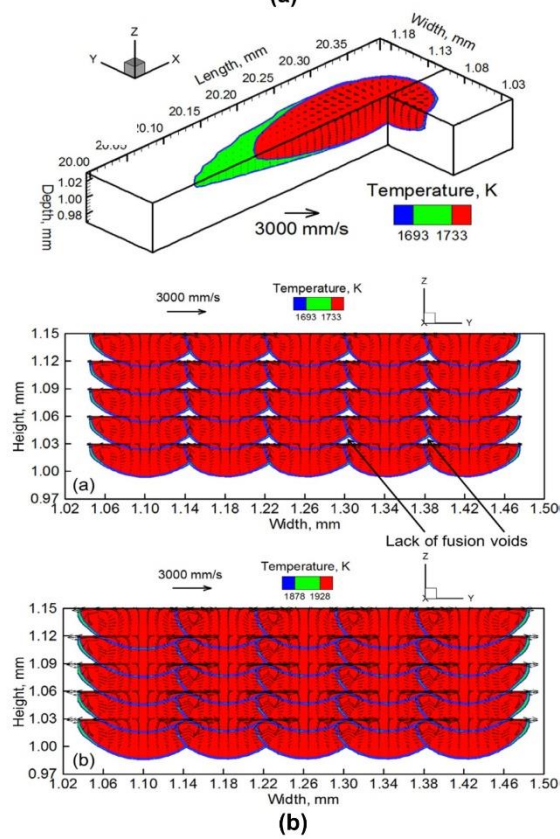 (a)
Z
Y
X
Width, mm
Length, mm
1.18
1.13
1.08
1.03
20.35
20.30
20.25
20.20
20.15
20.10
20.00
1.02
1.00
0.98
Depth, mm
3000 mm/s
Temperature, K
1693 1733
Temperature, K
3000 mm/s
1693 1733
Z
X Y
1.15
1.12
1.09
1.06
1.03
1.00
0.97
Height, mm
(a)
1.02 1.06 1.10 1.14 1.18 1.22 1.26 1.30 1.34 1.38 1.42 1.46 1.50
Width, mm
Lack of fusion voids
Temperature, K
3000 mm/s
1878 1928
Z
X Y
1.15
1.12
1.09
1.06
1.03
1.00
0.97
Height, mm
(b)
1.02 1.06 1.10 1.14 1.18 1.22 1.26 1.30 1.34 1.38 1.42 1.46 1.50
Width, mm
(b)